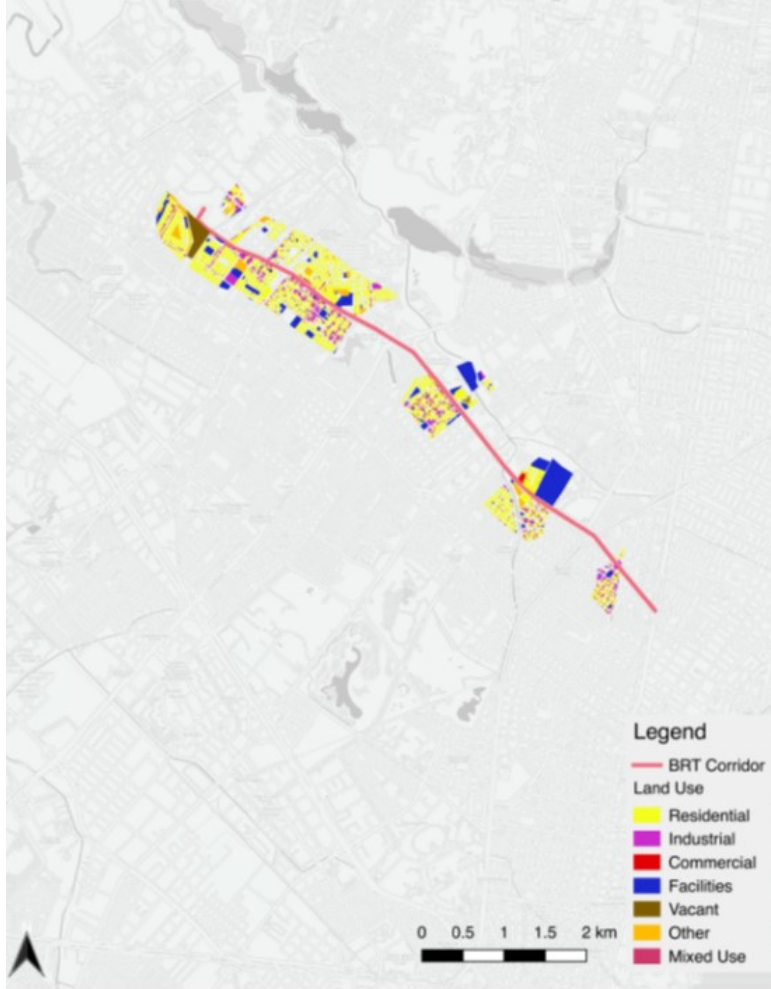 Legend
BRT Corridor
Land Use
Residential
Industrial
Commercial
Facilities
Vacant
Other
Mixed Use
0 0.5 1 1.5 2 km